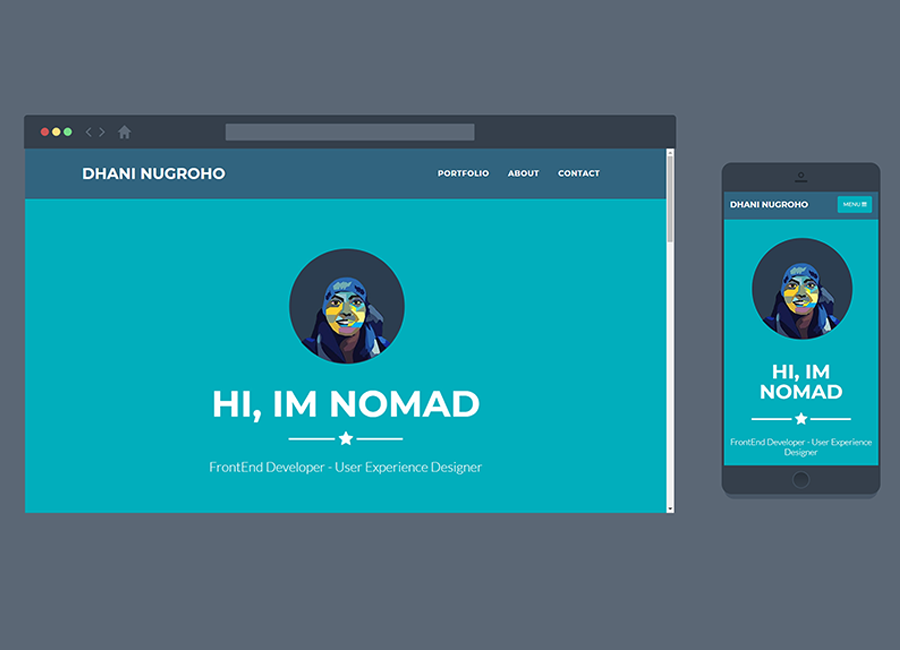 DHANI NUGROHO
PORTFOLIO ABOUT CONTACT
HI, IM NOMAD
FrontEnd Developer - User Experience Designer
DHANI NUGROHO
MENU
HI, IM
NOMAD
FrontEnd Developer - User Experience
Designer